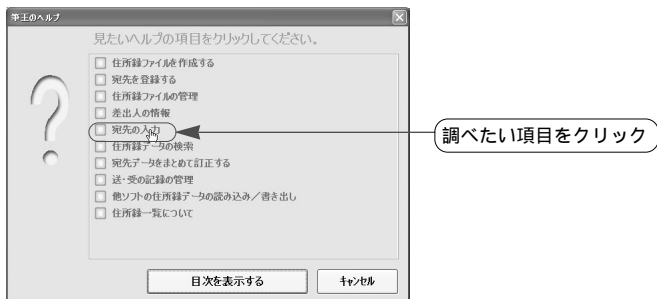 筆王のヘルプ
見たいヘルプの項目をクリックしてください。
住所録ファイルを作成する
宛先を登録する
住所録ファイルの管理
差出人の情報
宛先の入力
調べたい項目をクリック
住所録データの検索
宛先データをまとめて訂正する
送・受の記録の管理
他ソフトの住所録データの読み込み／書き出し
住所録一覧について
目次を表示する
キャンセル